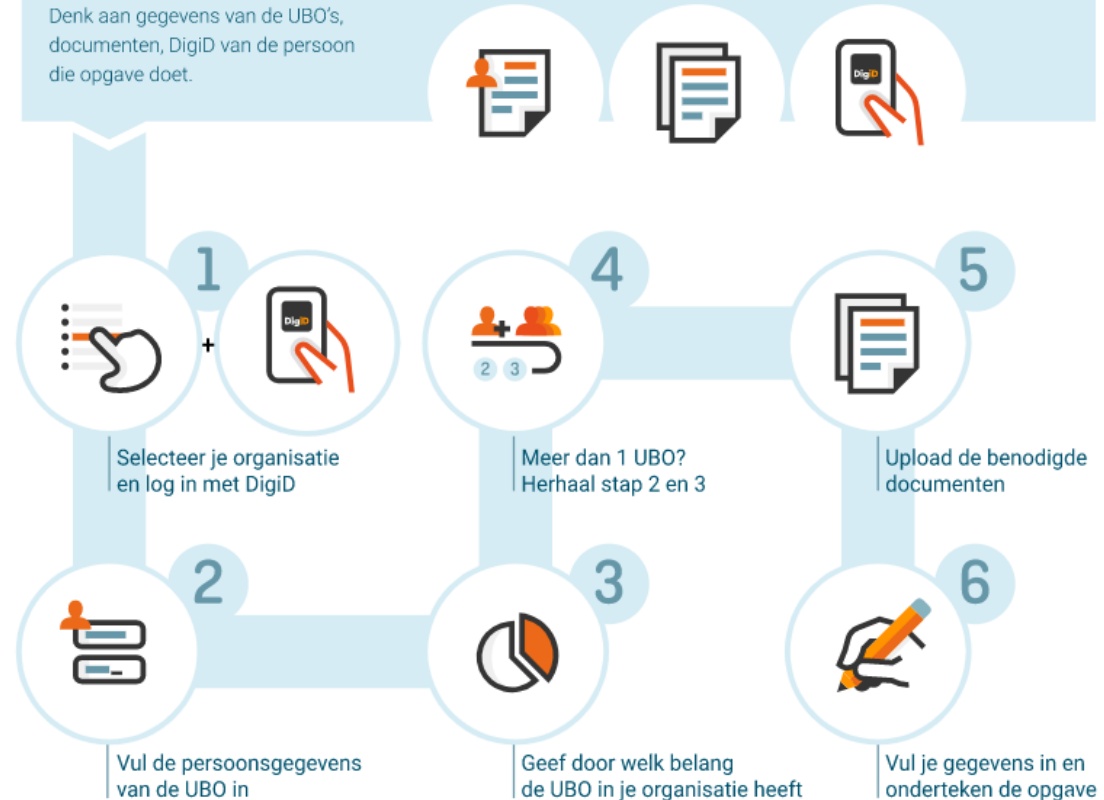 Denk aan gegevens van de UBO's,
documenten, DigiD van de persoon
die opgave doet.
DigiD
1
+
DigiD
Selecteer je organisatie
en log in met DigiD
2
Vul de persoonsgegevens
van de UBO in
3
Geef door welk belang
de UBO in je organisatie heeft
4
+
2 3
Meer dan 1 UBO?
Herhaal stap 2 en 3
5
Upload de benodigde
documenten
6
Vul je gegevens in en
onderteken de opgave